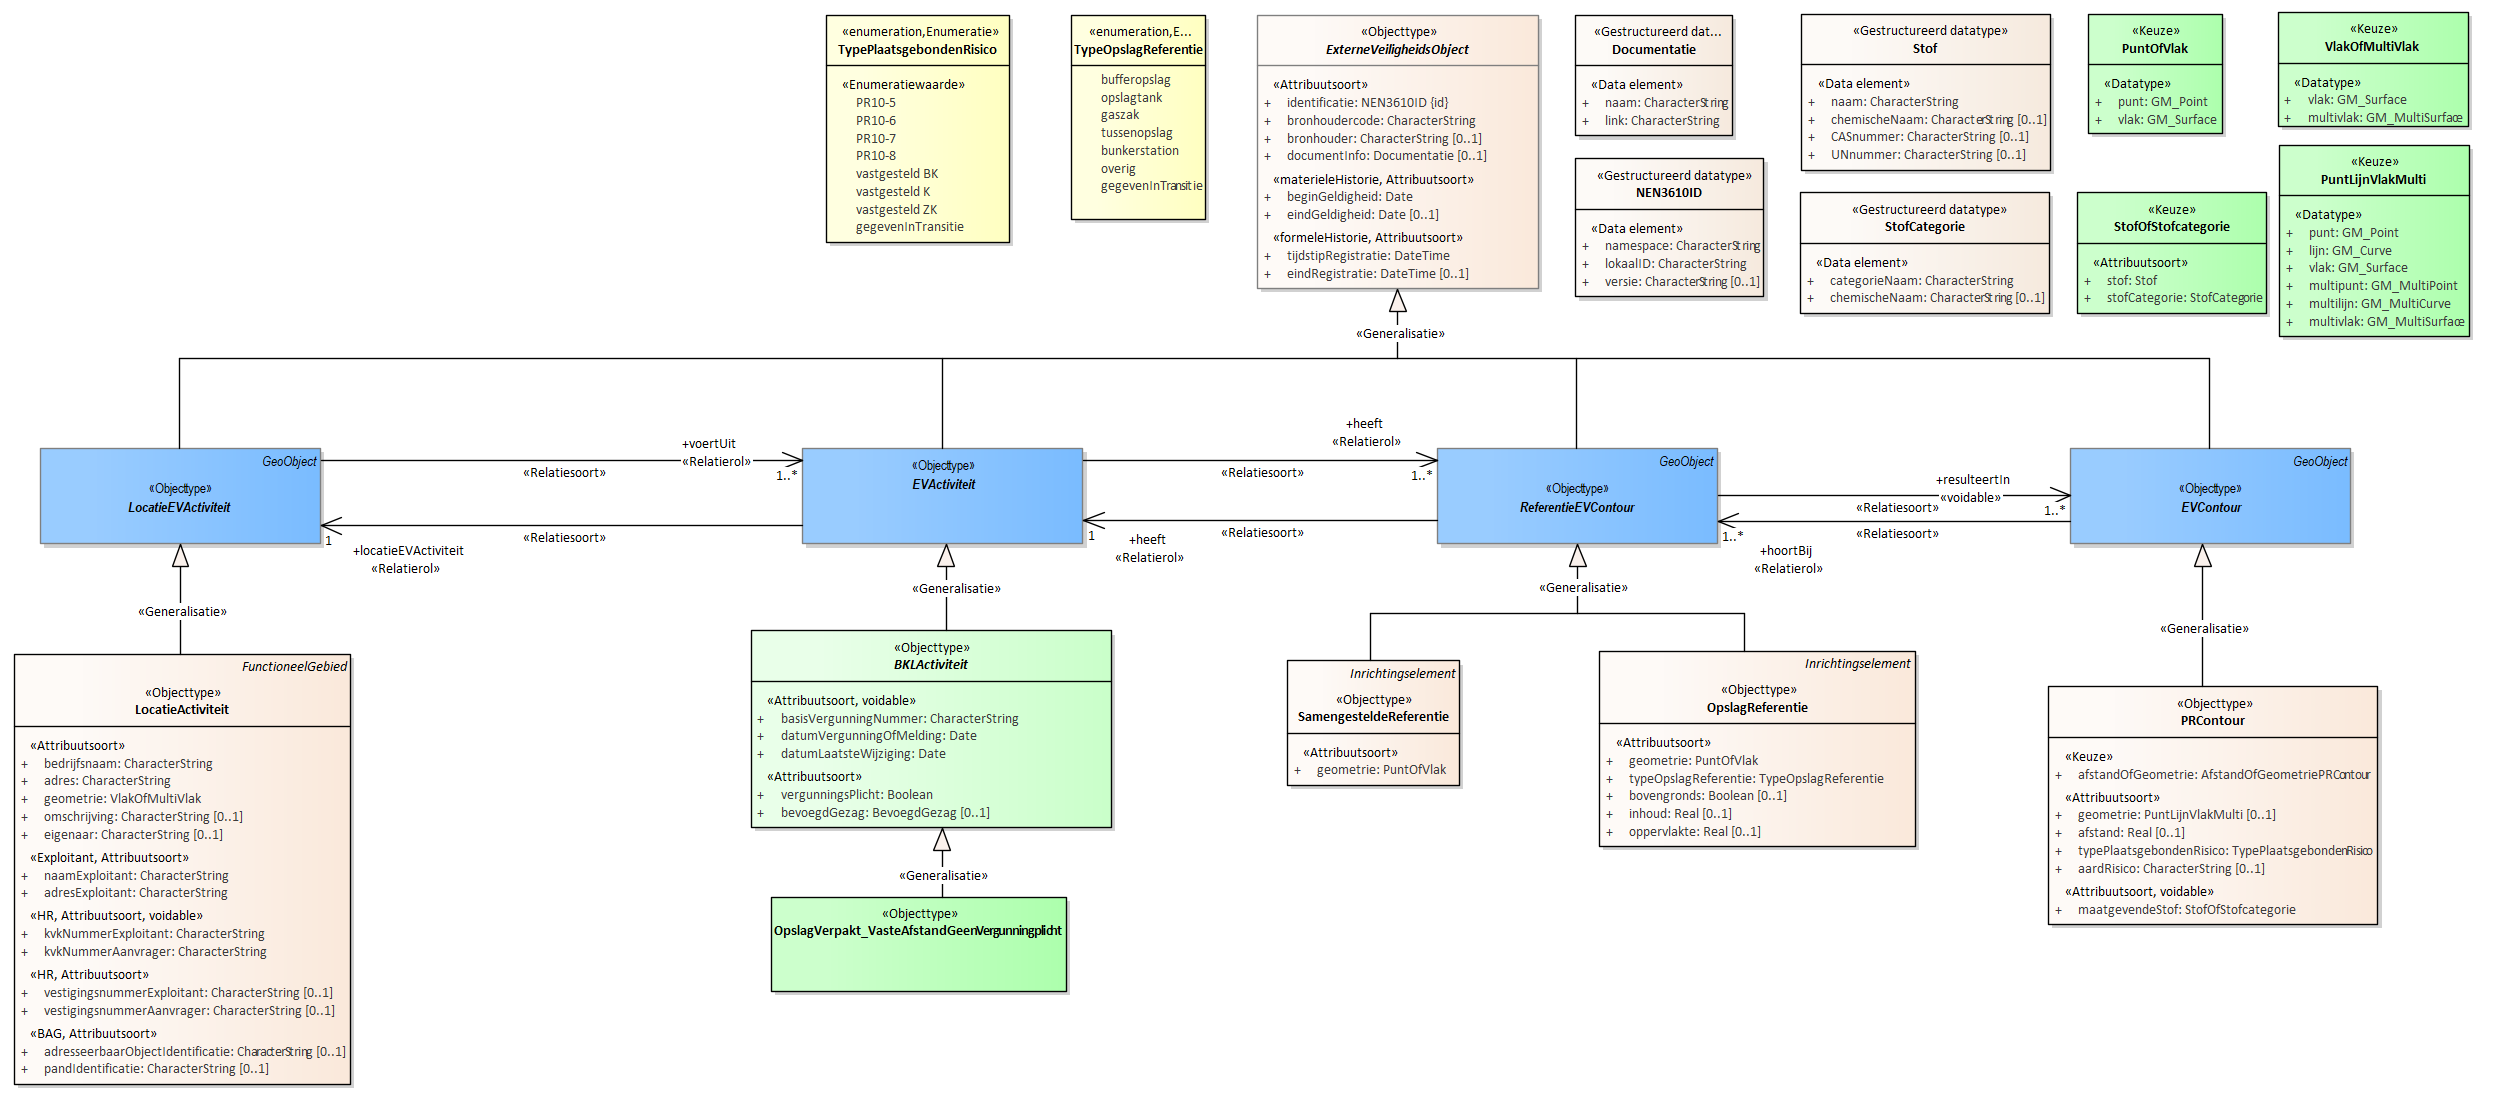 «enumeration,Enumeratie»
TypePlaatsgebondenRisico
«Enumeratiewaarde»
PR10-5
PR10-6
PR10-7
PR10-8
vastgesteld BK
vastgesteld K
vastgesteld ZK
gegevenInTransitie
«enumeration,E...
TypeOpslagReferentie
bufferopslag
opslagtank
gaszak
tussenopslag
bunkerstation
overig
gegevenInTransitie
«Objecttype»
ExterneVeiligheidsObject
«Attribuutsoort»
+ identificatie: NEN3610ID {id}
+ bronhoudercode: CharacterString
+ bronhouder: CharacterString [0..1]
+ documentInfo: Documentatie [0..1]
«materieleHistorie, Attribuutsoort»
+ beginGeldigheid: Date
+ eindGeldigheid: Date [0..1]
«formeleHistorie, Attribuutsoort»
+ tijdstipRegistratie: DateTime
+ eindRegistratie: DateTime [0..1]
«Gestructureerd dat...
Documentatie
«Data element»
+ naam: CharacterString
+ link: CharacterString
«Gestructureerd datatype»
NEN3610ID
«Data element»
+ namespace: CharacterString
+ lokaalID: CharacterString
+ versie: CharacterString [0..1]
«Gestructureerd datatype»
Stof
«Data element»
+ naam: CharacterString
+ chemischeNaam: CharacterString [0..1]
+ CASnummer: CharacterString [0..1]
+ UNnummer: CharacterString [0..1]
«Gestructureerd datatype»
StofCategorie
«Data element»
+ categorieNaam: CharacterString
+ chemischeNaam: CharacterString [0..1]
«Keuze»
PuntOfVlak
«Datatype»
+ punt: GM_Point
+ vlak: GM_Surface
«Keuze»
StofOfStofcategorie
«Attribuutsoort»
+ stof: Stof
+ stofCategorie: StofCategorie
«Keuze»
VlakOfMultiVlak
«Datatype»
+ vlak: GM_Surface
+ multivlak: GM_MultiSurface
«Keuze»
PuntLijnVlakMulti
«Datatype»
+ punt: GM_Point
+ lijn: GM_Curve
+ vlak: GM_Surface
+ multipunt: GM_MultiPoint
+ multilijn: GM_MultiCurve
+ multivlak: GM_MultiSurface
«Generalisatie»
GeoObject
«Objecttype»
LocatieEVActiviteit
+voertUit
«Relatierol»
«Relatiesoort»
1..*
«Relatiesoort»
1
+locatieEVActiviteit
«Relatierol»
«Objecttype»
EVActiviteit
+heeft
«Relatierol»
«Relatiesoort»
1..*
«Relatiesoort»
1
+heeft
«Relatierol»
GeoObject
«Objecttype»
ReferentieEVContour
+resulteertIn
«voidable»
«Relatiesoort»
1..*
«Relatiesoort»
1..*
+hoortBij
«Relatierol»
GeoObject
«Objecttype»
EVContour
«Generalisatie»
«Generalisatie»
«Generalisatie»
«Generalisatie»
FunctioneelGebied
«Objecttype»
LocatieActiviteit
«Attribuutsoort»
+ bedrijfsnaam: CharacterString
+ adres: CharacterString
+ geometrie: VlakOfMultiVlak
+ omschrijving: CharacterString [0..1]
+ eigenaar: CharacterString [0..1]
«Exploitant, Attribuutsoort»
+ naamExploitant: CharacterString
+ adresExploitant: CharacterString
«HR, Attribuutsoort, voidable»
+ kvkNummerExploitant: CharacterString
+ kvkNummerAanvrager: CharacterString
«HR, Attribuutsoort»
+ vestigingsnummerExploitant: CharacterString [0..1]
+ vestigingsnummerAanvrager: CharacterString [0..1]
«BAG, Attribuutsoort»
+ adresseerbaarObjectIdentificatie: CharacterString [0..1]
+ pandIdentificatie: CharacterString [0..1]
«Objecttype»
BKLActiviteit
«Attribuutsoort, voidable»
+ basisVergunningNummer: CharacterString
+ datumVergunningOfMelding: Date
+ datumLaatsteWijziging: Date
«Attribuutsoort»
+ vergunningsPlicht: Boolean
+ bevoegdGezag: BevoegdGezag [0..1]
«Generalisatie»
«Objecttype»
OpslagVerpakt_VasteAfstandGeenVergunningplicht
Inrichtingselement
«Objecttype»
SamengesteldeReferentie
«Attribuutsoort»
+ geometrie: PuntOfVlak
Inrichtingselement
«Objecttype»
OpslagReferentie
«Attribuutsoort»
+ geometrie: PuntOfVlak
+ typeOpslagReferentie: TypeOpslagReferentie
+ bovengronds: Boolean [0..1]
+ inhoud: Real [0..1]
+ oppervlakte: Real [0..1]
«Objecttype»
PRContour
«Keuze»
+ afstandOfGeometrie: AfstandOfGeometriePRContour
«Attribuutsoort»
+ geometrie: PuntLijnVlakMulti [0..1]
+ afstand: Real [0..1]
+ typePlaatsgebondenRisico: TypePlaatsgebondenRisico
+ aardRisico: CharacterString [0..1]
«Attribuutsoort, voidable»
+ maatgevendeStof: StofOfStofcategorie